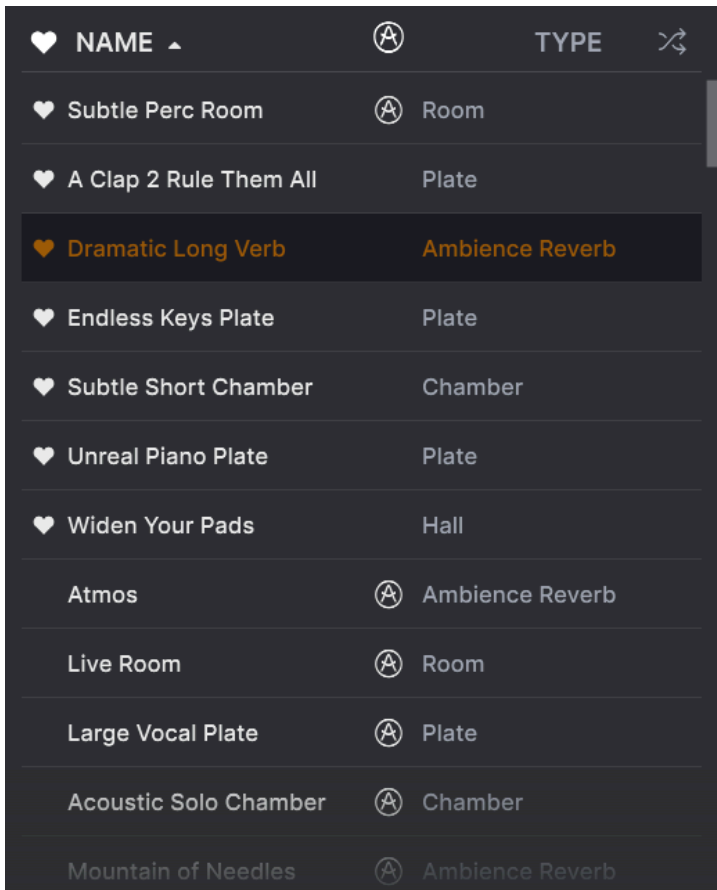 NAME TYPE
Subtle Perc Room Room
A Clap 2 Rule Them All Plate
Dramatic Long Verb Ambience Reverb
Endless Keys Plate Plate
Subtle Short Chamber Chamber
Unreal Piano Plate Plate
Widen Your Pads Hall
Atmos Ambience Reverb
Live Room Room
Large Vocal Plate Plate
Acoustic Solo Chamber Chamber
Mountain of Needles Ambience Reverb